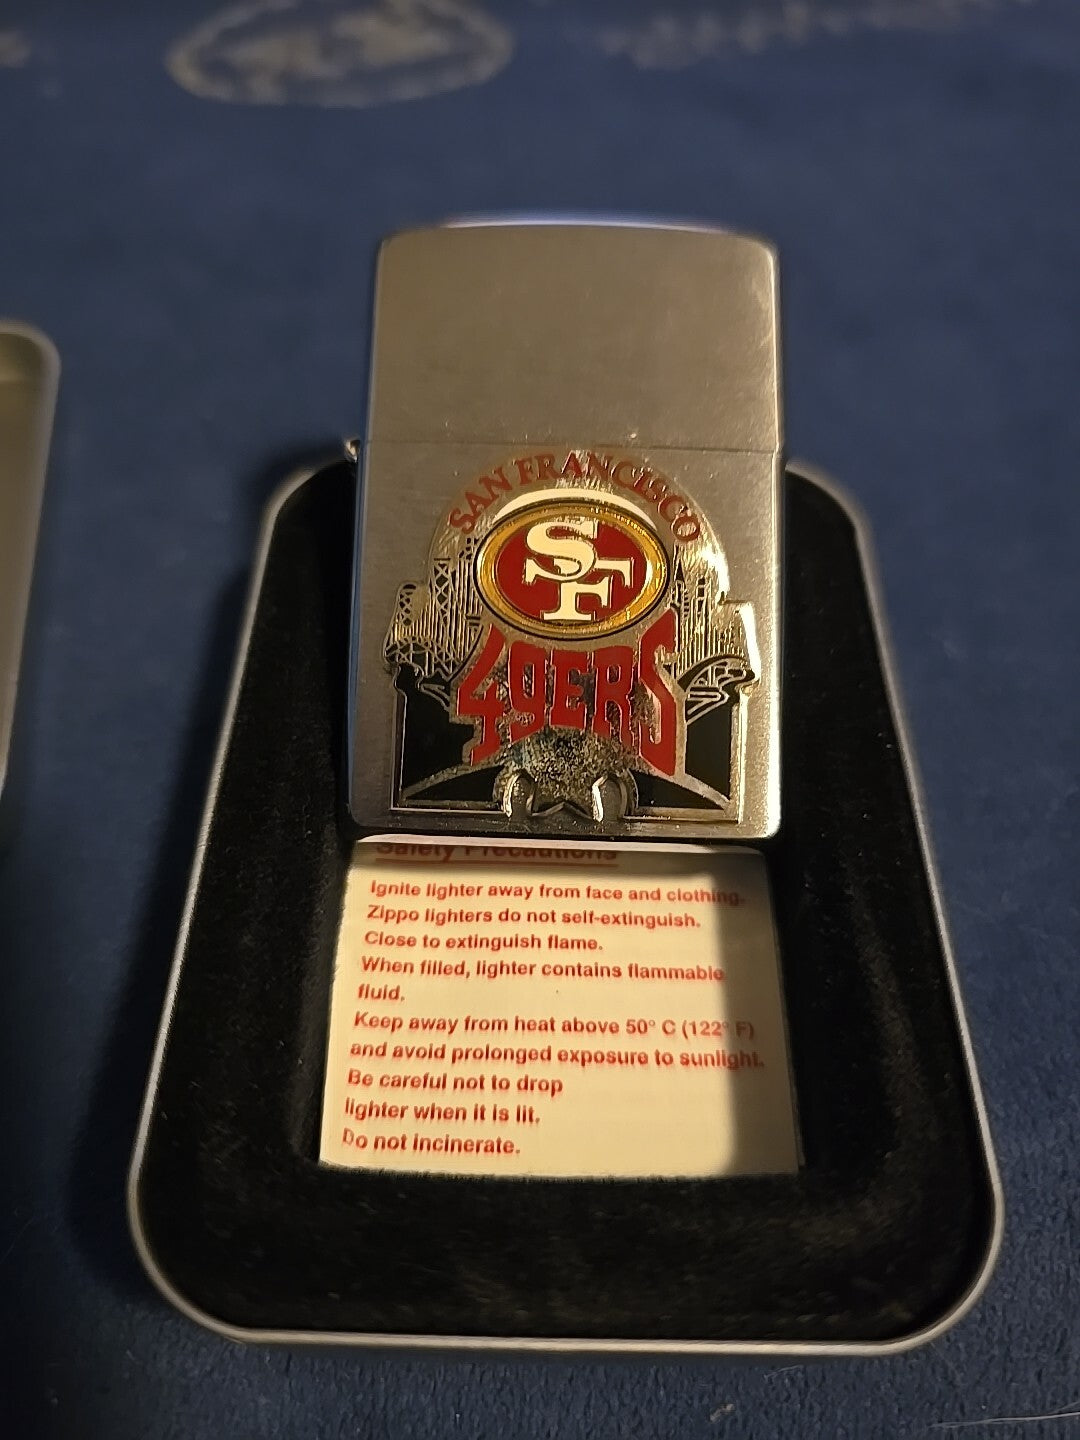 SAN FRANCISCO
SF
49ERS
Safety Precautions
Ignite lighter away from face and clothing.
Zippo lighters do not self-extinguish.
Close to extinguish flame.
When filled, lighter contains flammable
fluid.
Keep away from heat above 50° C (122° F)
and avoid prolonged exposure to sunlight.
Be careful not to drop
lighter when it is lit.
Do not incinerate.